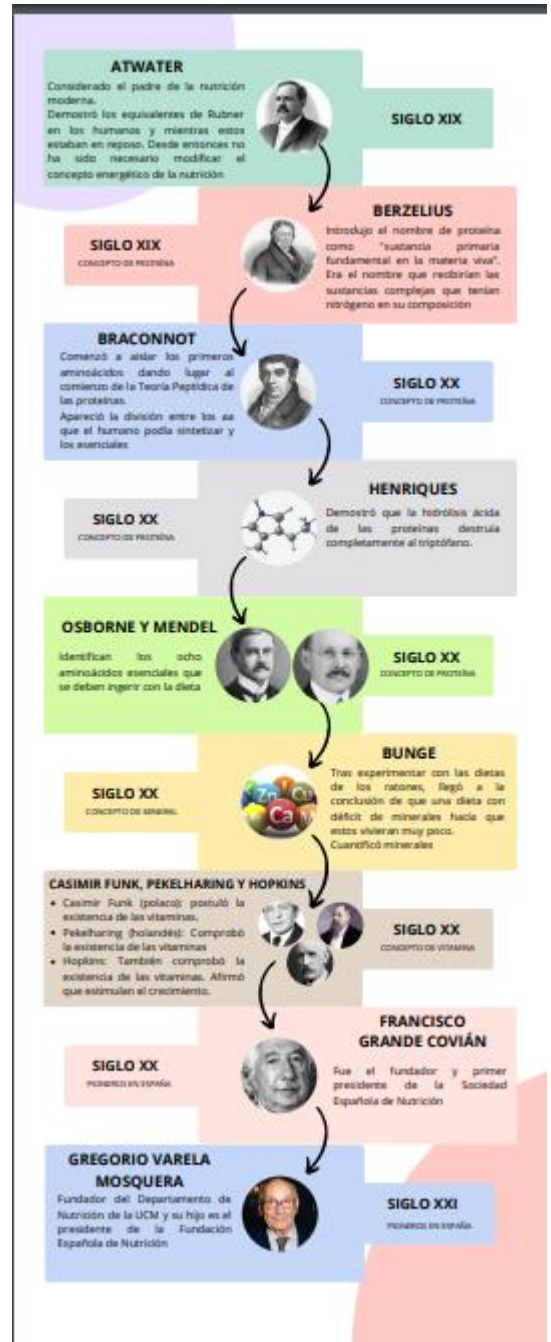 ATWATER
Considerado el padre de la nutrición
moderna.
Demostró los equivalentes de Rubner
en los humanos y mientras estos
estaban en reposo. Desde entonces no
ha sido necesario modificar el
concepto energético de la nutrición
SIGLO XIX
BERZELIUS
Introdujo el nombre de proteína
como "sustancia primaria
fundamental en la materia viva".
Era el nombre que recibirían las
sustancias complejas que tenían
nitrógeno en su composición
SIGLO XIX
CONCEPTO DE PROTEÍNA
BRACONNOT
Comenzó a aislar los primeros
aminoácidos dando lugar al
comienzo de la Teoría Peptídica de
las proteínas.
Apareció la división entre los aa
que el humano podía sintetizar y
los esenciales
SIGLO XX
CONCEPTO DE PROTEÍNA
HENRIQUES
Demostró que la hidrólisis ácida
de las proteínas destruía
completamente al triptófano.
SIGLO XX
CONCEPTO DE PROTEÍNA
OSBORNE Y MENDEL
Identifican los ocho
aminoácidos esenciales que
se deben ingerir con la dieta
SIGLO XX
CONCEPTO DE PROTEÍNA
BUNGE
Tras experimentar con las dietas
de los ratones, llegó a la
conclusión de que una dieta con
déficit de minerales hacía que
estos vivieran muy poco.
Cuantificó minerales
Zn
Ca
SIGLO XX
CONCEPTO DE MINERAL
CASIMIR FUNK, PEKELHARING Y HOPKINS
• Casimir Funk (polaco): postuló la
existencia de las vitaminas.
• Pekelharing (holandés): Comprobó
la existencia de las vitaminas
• Hopkins: También comprobó la
existencia de las vitaminas. Afirmó
que estimulan el crecimiento.
SIGLO XX
CONCEPTO DE VITAMINA
FRANCISCO
GRANDE COVIÁN
Fue el fundador y primer
presidente de la Sociedad
Española de Nutrición
SIGLO XX
PIONEROS EN ESPAÑA
GREGORIO VARELA
MOSQUERA
Fundador del Departamento de
Nutrición de la UCM y su hijo es el
presidente de la Fundación
Española de Nutrición
SIGLO XXI
PIONEROS EN ESPAÑA